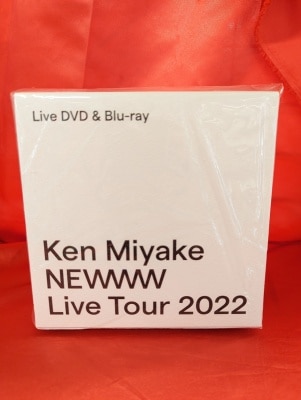 Live DVD & Blu-ray
Ken Miyake
NEWWW
Live Tour 2022